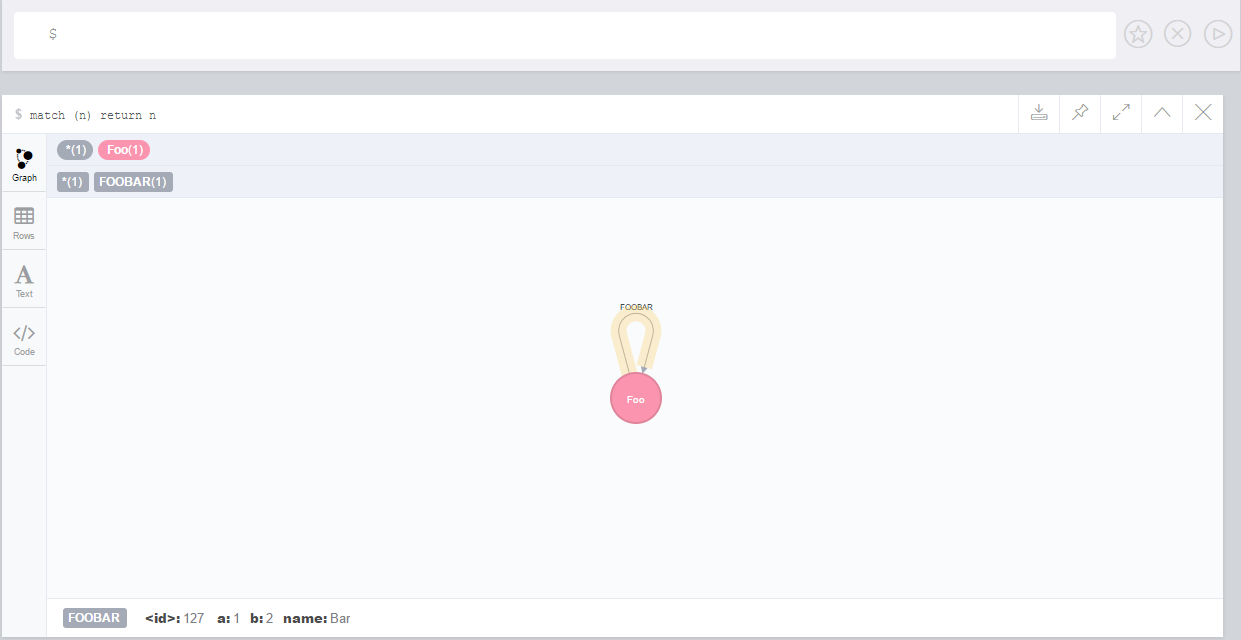 $
$ match (n) return n
*(1) Foo(1)
*(1) FOOBAR(1)
Graph
Rows
A
Text
</>
Code
FOOBAR
Foo
FOOBAR <id>: 127 a: 1 b: 2 name: Bar